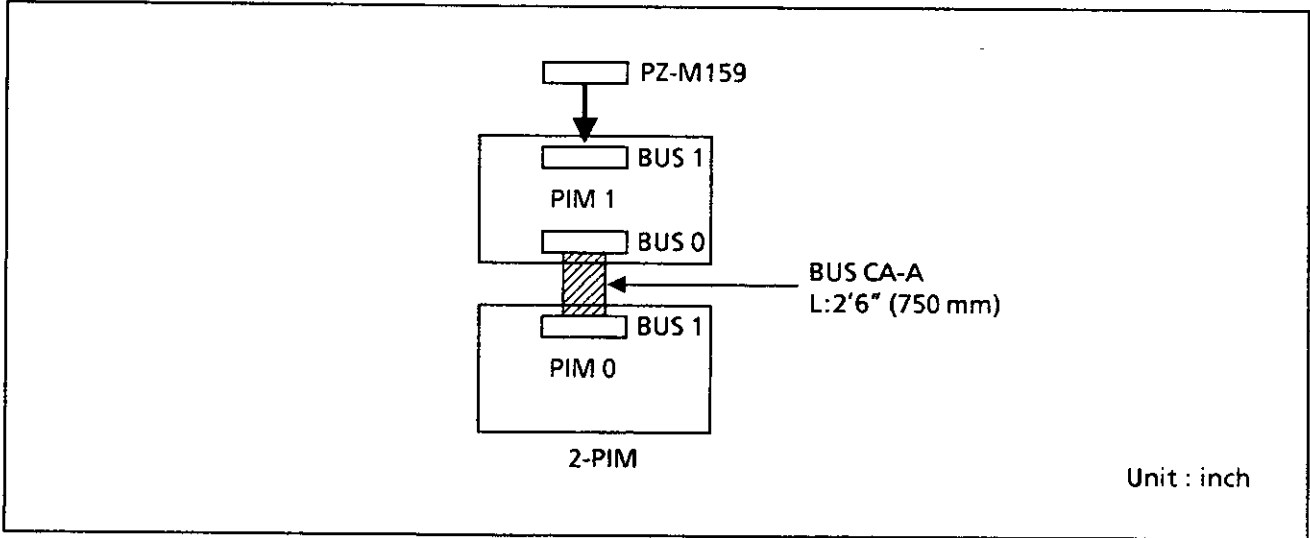 PZ-M159
BUS 1
PIM 1
BUS 0
BUS CA-A
L:2'6" (750 mm)
BUS 1
PIM 0
2-PIM
Unit : inch